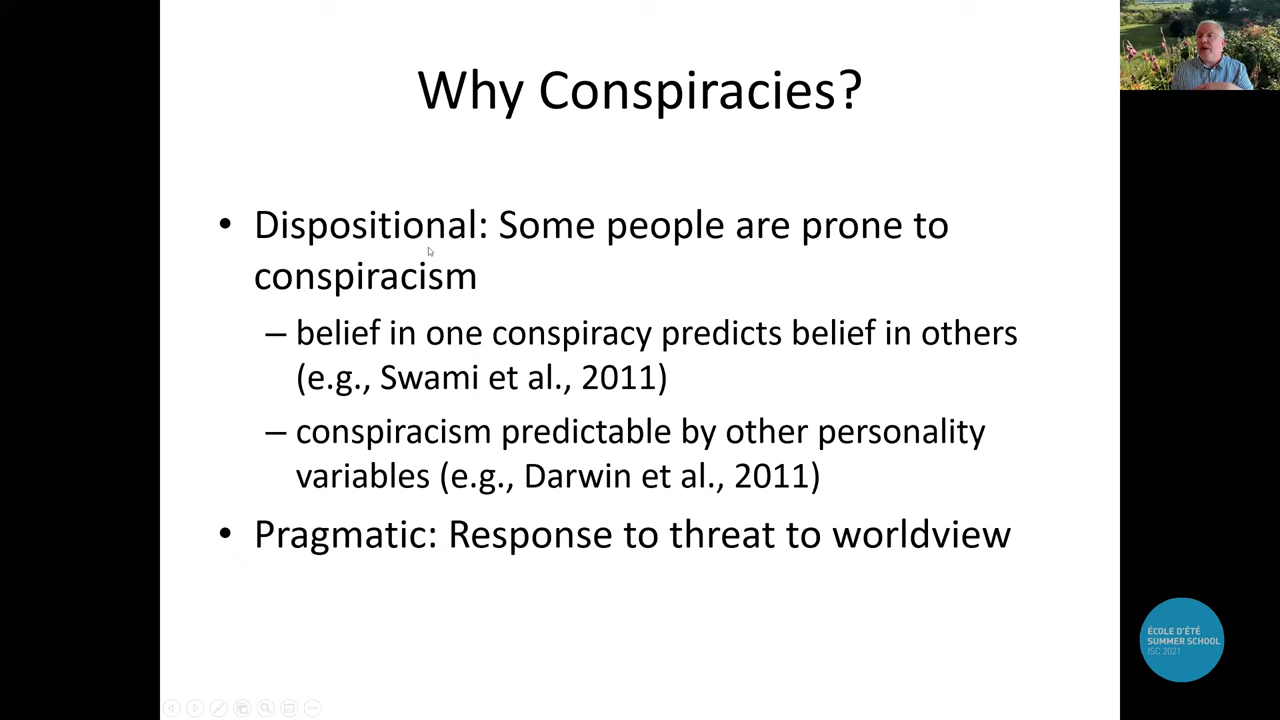 Why Conspiracies?
• Dispositional: Some people are prone to
conspiracism
– belief in one conspiracy predicts belief in others
(e.g., Swami et al., 2011)
– conspiracism predictable by other personality
variables (e.g., Darwin et al., 2011)
• Pragmatic: Response to threat to worldview
ÉCOLE D'ÉTÉ
SUMMER SCHOOL
ISC 2021